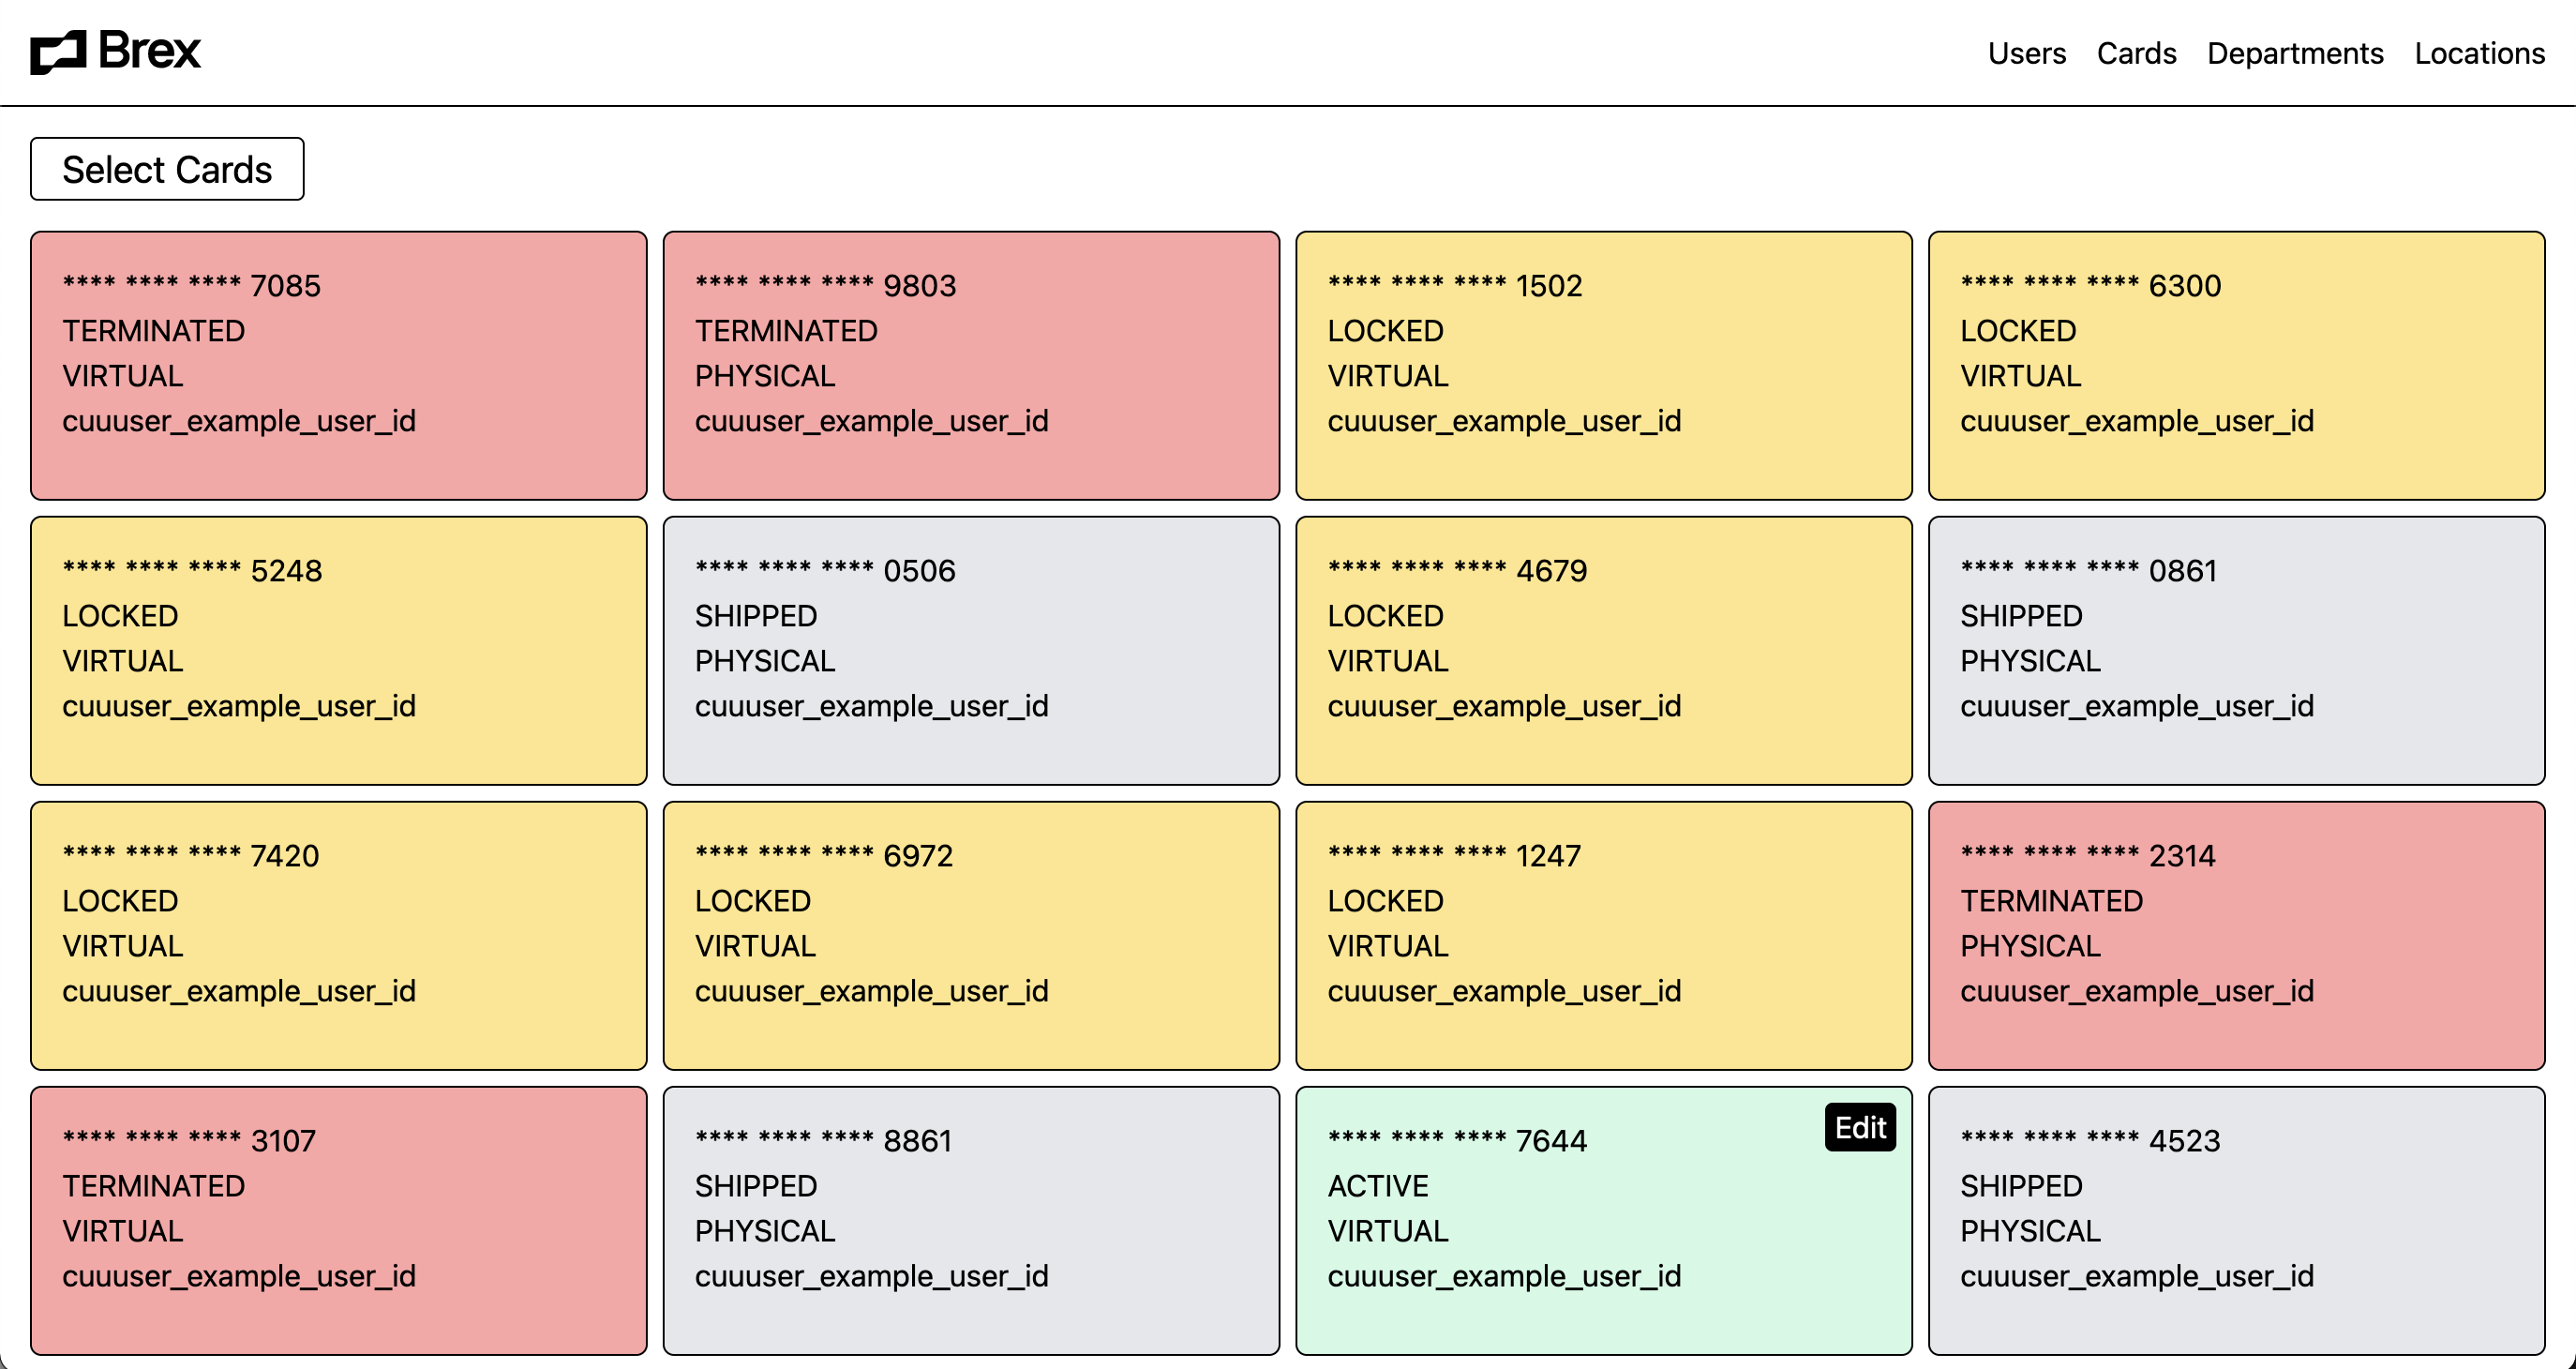 Brex
Users Cards Departments Locations
Select Cards
**** **** **** 7085
TERMINATED
VIRTUAL
cuuuser_example_user_id
**** **** **** 9803
TERMINATED
PHYSICAL
cuuuser_example_user_id
**** **** **** 1502
LOCKED
VIRTUAL
cuuuser_example_user_id
**** **** **** 6300
LOCKED
VIRTUAL
cuuuser_example_user_id
**** **** **** 5248
LOCKED
VIRTUAL
cuuuser_example_user_id
**** **** **** 0506
SHIPPED
PHYSICAL
cuuuser_example_user_id
**** **** **** 4679
LOCKED
VIRTUAL
cuuuser_example_user_id
**** **** **** 0861
SHIPPED
PHYSICAL
cuuuser_example_user_id
**** **** **** 7420
LOCKED
VIRTUAL
cuuuser_example_user_id
**** **** **** 6972
LOCKED
VIRTUAL
cuuuser_example_user_id
**** **** **** 1247
LOCKED
VIRTUAL
cuuuser_example_user_id
**** **** **** 2314
TERMINATED
PHYSICAL
cuuuser_example_user_id
**** **** **** 3107
TERMINATED
VIRTUAL
cuuuser_example_user_id
**** **** **** 8861
SHIPPED
PHYSICAL
cuuuser_example_user_id
**** **** **** 7644
Edit
ACTIVE
VIRTUAL
cuuuser_example_user_id
**** **** **** 4523
SHIPPED
PHYSICAL
cuuuser_example_user_id